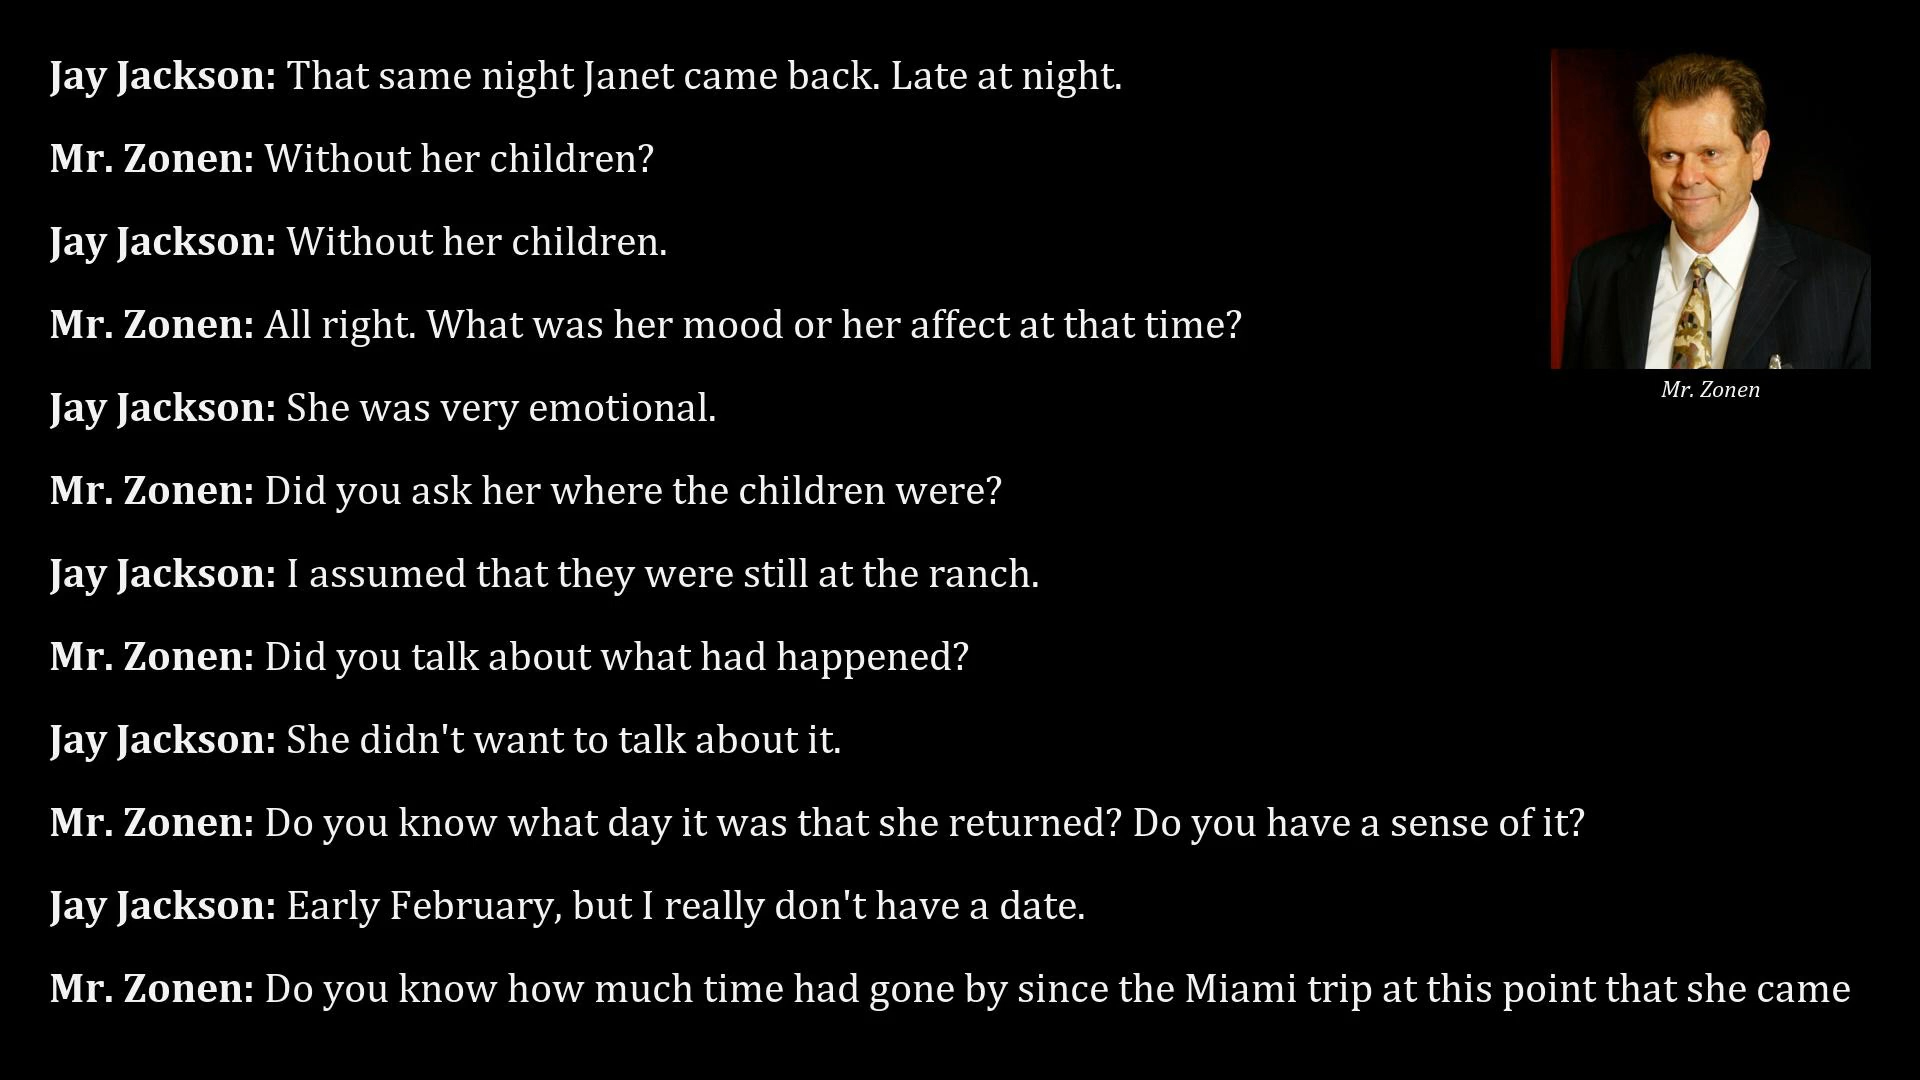 Jay Jackson: That same night Janet came back. Late at night.
Mr. Zonen: Without her children?
Jay Jackson: Without her children.
Mr. Zonen: All right. What was her mood or her affect at that time?
Jay Jackson: She was very emotional.
Mr. Zonen: Did you ask her where the children were?
Jay Jackson: I assumed that they were still at the ranch.
Mr. Zonen: Did you talk about what had happened?
Jay Jackson: She didn't want to talk about it.
Mr. Zonen: Do you know what day it was that she returned? Do you have a sense of it?
Jay Jackson: Early February, but I really don't have a date.
Mr. Zonen: Do you know how much time had gone by since the Miami trip at this point that she came
Mr. Zonen